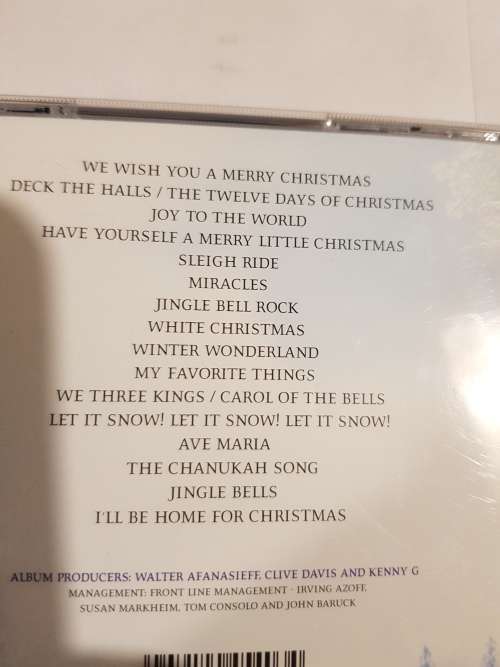 WE WISH YOU A MERRY CHRISTMAS
DECK THE HALLS / THE TWELVE DAYS OF CHRISTMAS
JOY TO THE WORLD
HAVE YOURSELF A MERRY LITTLE CHRISTMAS
SLEIGH RIDE
MIRACLES
JINGLE BELL ROCK
WHITE CHRISTMAS
WINTER WONDERLAND
MY FAVORITE THINGS
WE THREE KINGS / CAROL OF THE BELLS
LET IT SNOW! LET IT SNOW! LET IT SNOW!
AVE MARIA
THE CHANUKAH SONG
JINGLE BELLS
I'LL BE HOME FOR CHRISTMAS
ALBUM PRODUCERS: WALTER AFANASIEFF, CLIVE DAVIS AND KENNY G
MANAGEMENT: FRONT LINE MANAGEMENT · IRVING AZOFF,
SUSAN MARKHEIM, TOM CONSOLO AND JOHN BARUCK